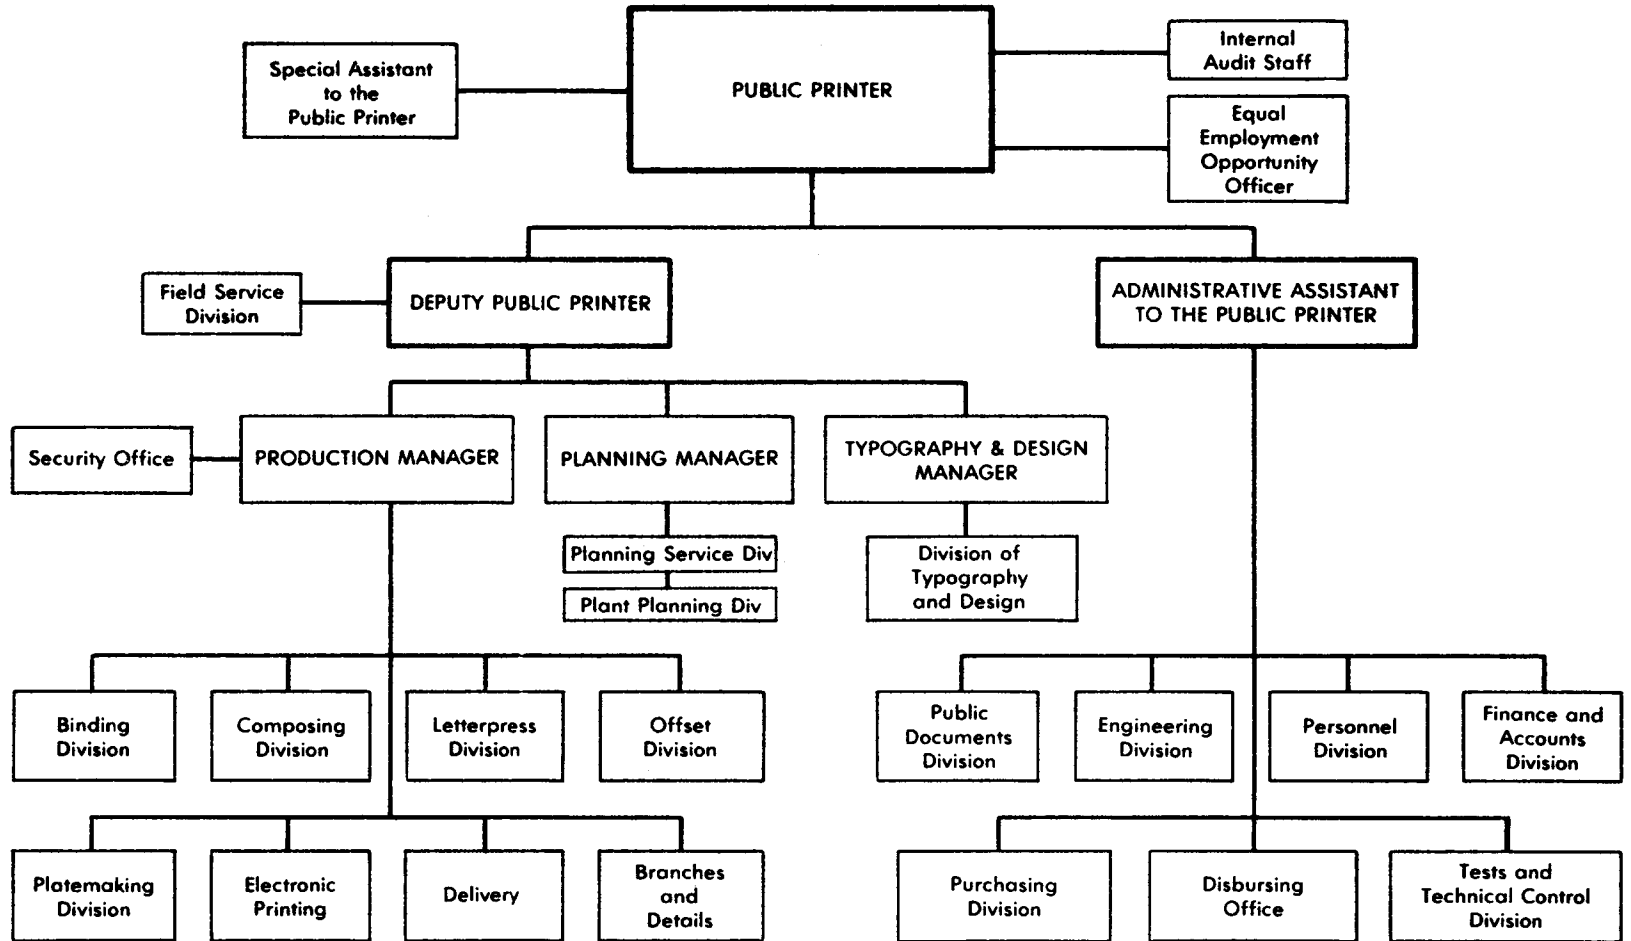 PUBLIC PRINTER
Special Assistant
to the
Public Printer
Internal
Audit Staff
Equal
Employment
Opportunity
Officer
Field Service
Division
DEPUTY PUBLIC PRINTER
ADMINISTRATIVE ASSISTANT
TO THE PUBLIC PRINTER
Security Office
PRODUCTION MANAGER
PLANNING MANAGER
TYPOGRAPHY & DESIGN
MANAGER
Planning Service Div
Plant Planning Div
Division of
Typography
and Design
Binding
Division
Composing
Division
Letterpress
Division
Offset
Division
Public
Documents
Division
Engineering
Division
Personnel
Division
Finance and
Accounts
Division
Platemaking
Division
Electronic
Printing
Delivery
Branches
and
Details
Purchasing
Division
Disbursing
Office
Tests and
Technical Control
Division